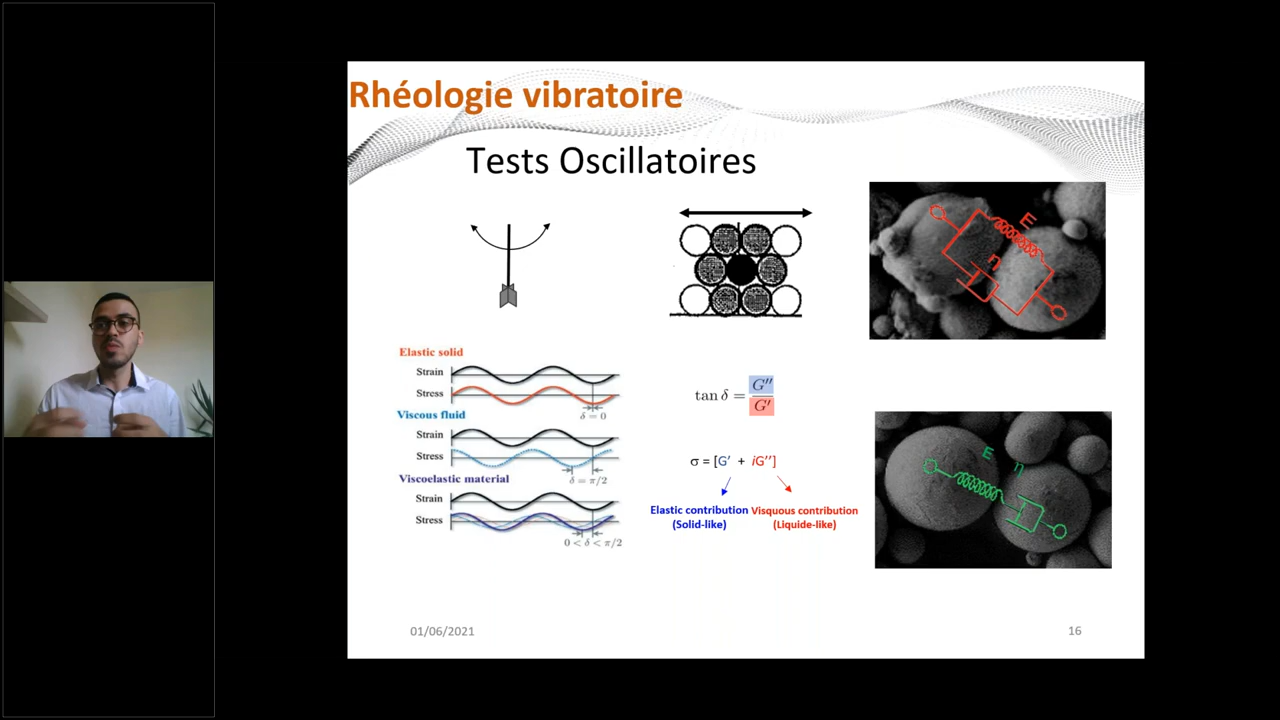 Rhéologie vibratoire
Tests Oscillatoires
E
η
Elastic solid
Strain
Stress
δ = 0
Viscous fluid
Strain
Stress
δ = π/2
Viscoelastic material
Strain
Stress
0 < δ < π/2
tan δ = G″/G′
σ = [G′ + iG″]
Elastic contribution
(Solid-like)
Visquous contribution
(Liquide-like)
E η
01/06/2021
16